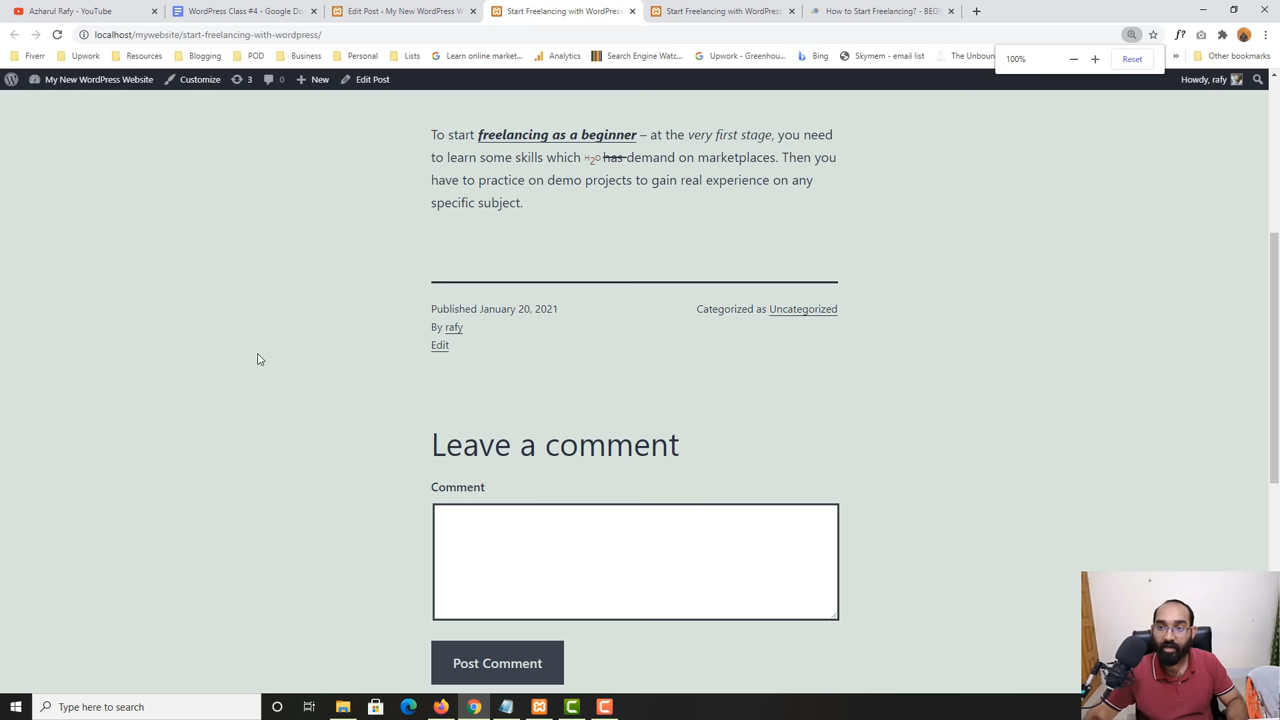 Azharul Rafy - YouTube
WordPress Class #4 - Google Do
Edit Post ‹ My New WordPress W
Start Freelancing with WordPress
Start Freelancing with WordPress
How to Start Freelancing? - BEGI
localhost/mywebsite/start-freelancing-with-wordpress/
Fiverr
Upwork
Resources
Blogging
POD
Business
Personal
Lists
Learn online marketi...
Analytics
Search Engine Watc...
Upwork - Greenhou...
Bing
Skymem - email list
The Unboun
Other bookmarks
100%
Reset
My New WordPress Website
Customize
3
0
New
Edit Post
Howdy, rafy
To start freelancing as a beginner – at the very first stage, you need
to learn some skills which H2O has demand on marketplaces. Then you
have to practice on demo projects to gain real experience on any
specific subject.
Published January 20, 2021
Categorized as Uncategorized
By rafy
Edit
Leave a comment
Comment
Post Comment
Type here to search